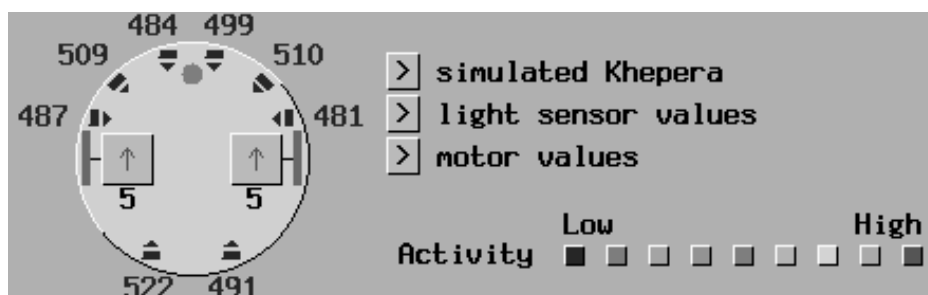 484 499
509 510
> simulated Khepera
487 481
> light sensor values
> motor values
5 5
Low High
Activity
522 491